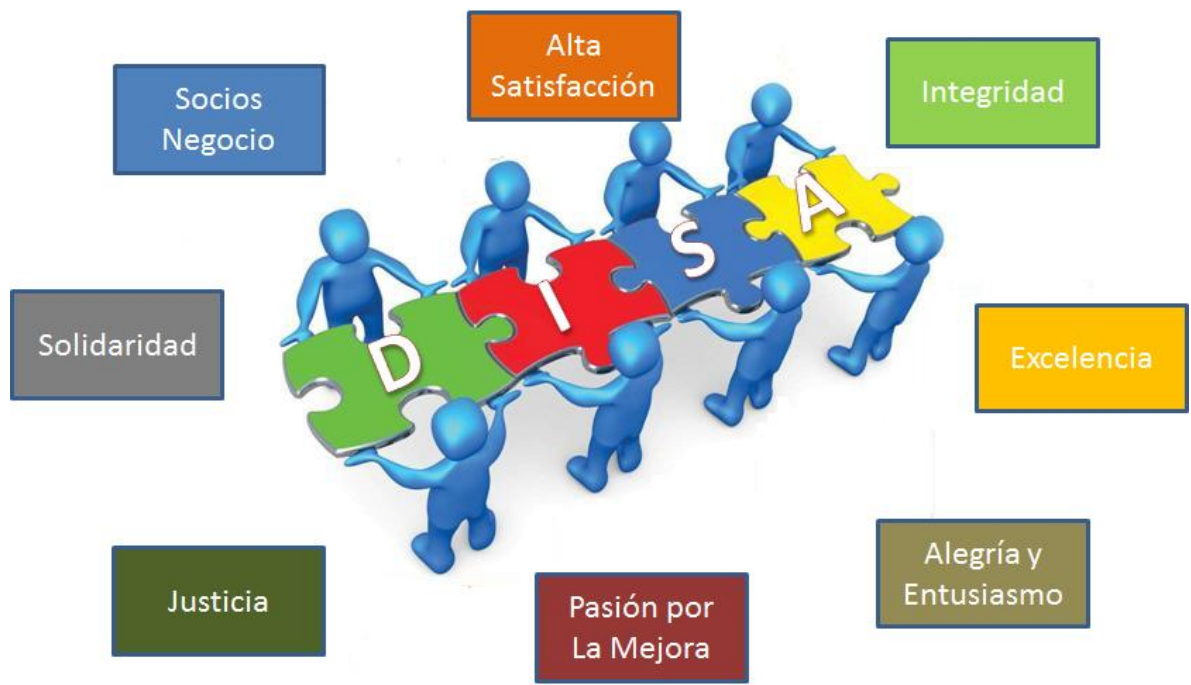 Alta
Satisfacción
Socios
Negocio
Integridad
D I S A
Solidaridad
Excelencia
Justicia
Pasión por
La Mejora
Alegría y
Entusiasmo